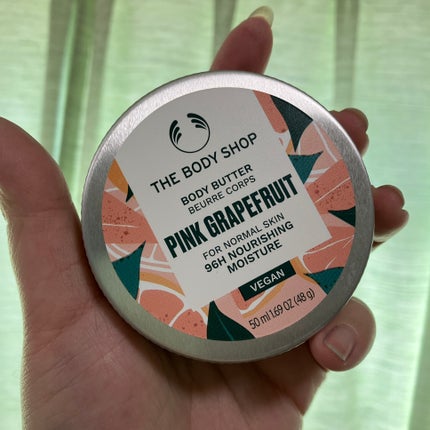 THE BODY SHOP
BODY BUTTER
BEURRE CORPS
PINK GRAPEFRUIT
FOR NORMAL SKIN
96H NOURISHING
MOISTURE
VEGAN
50 ml 1.69 OZ (48 g)